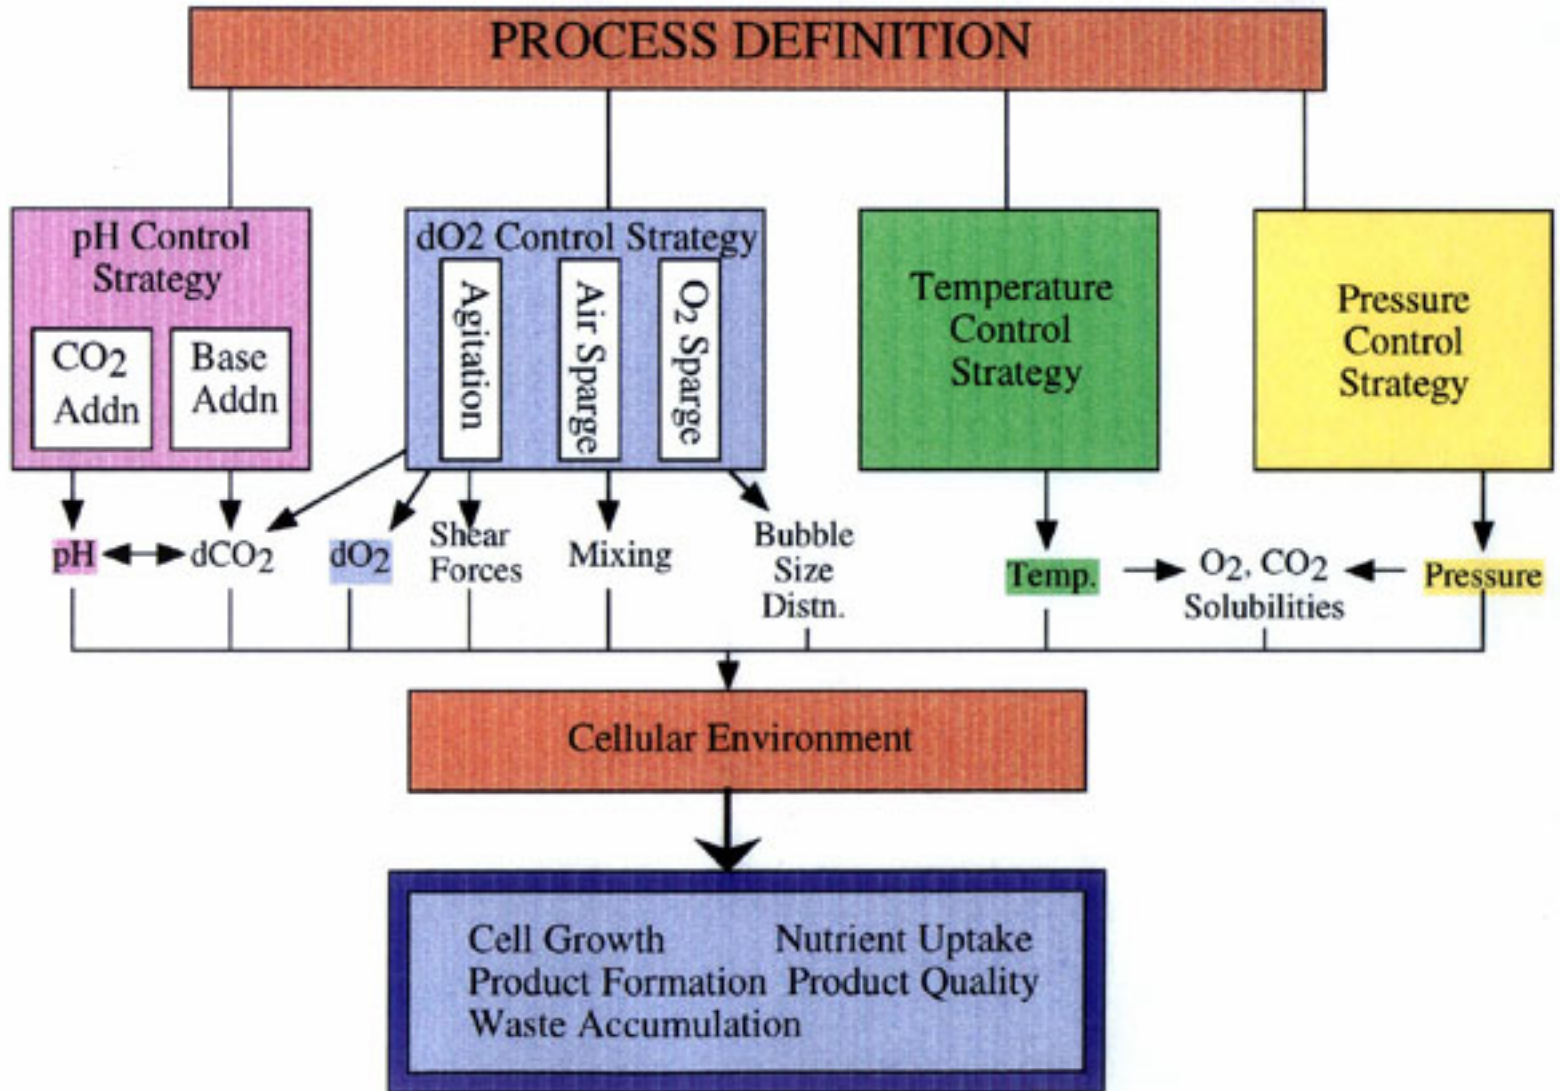 PROCESS DEFINITION
pH Control
Strategy
CO2
Addn
Base
Addn
dO2 Control Strategy
Agitation
Air Sparge
O2 Sparge
Temperature
Control
Strategy
Pressure
Control
Strategy
pH
dCO2
dO2
Shear
Forces
Mixing
Bubble
Size
Distn.
Temp.
O2, CO2
Solubilities
Pressure
Cellular Environment
Cell Growth Nutrient Uptake
Product Formation Product Quality
Waste Accumulation